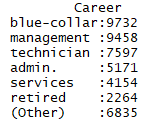 Career
blue-collar:9732
management :9458
technician :7597
admin.     :5171
services   :4154
retired    :2264
(Other)    :6835